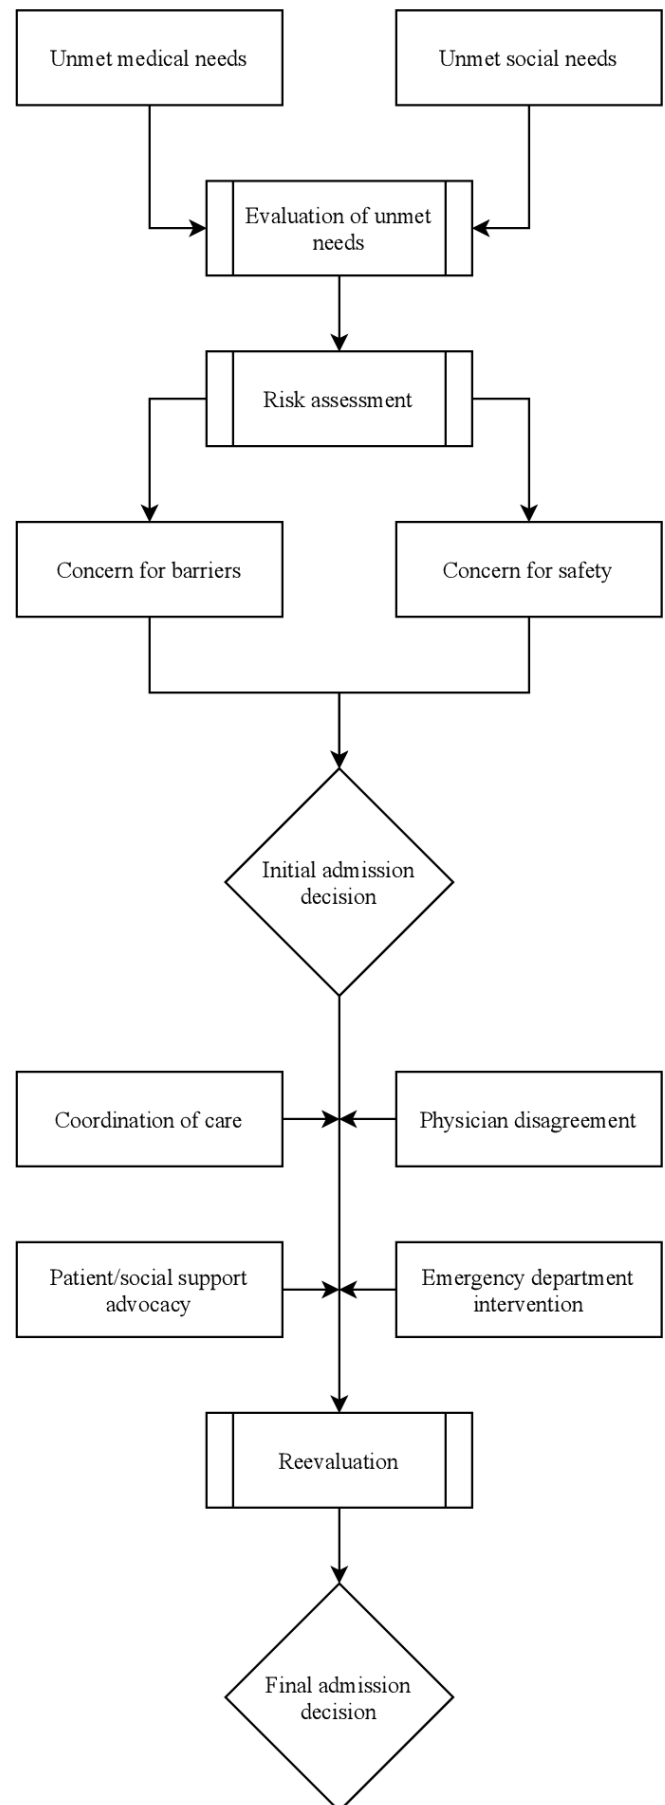 Unmet medical needs
Unmet social needs
Evaluation of unmet
needs
Risk assessment
Concern for barriers
Concern for safety
Initial admission
decision
Coordination of care
Physician disagreement
Patient/social support
advocacy
Emergency department
intervention
Reevaluation
Final admission
decision